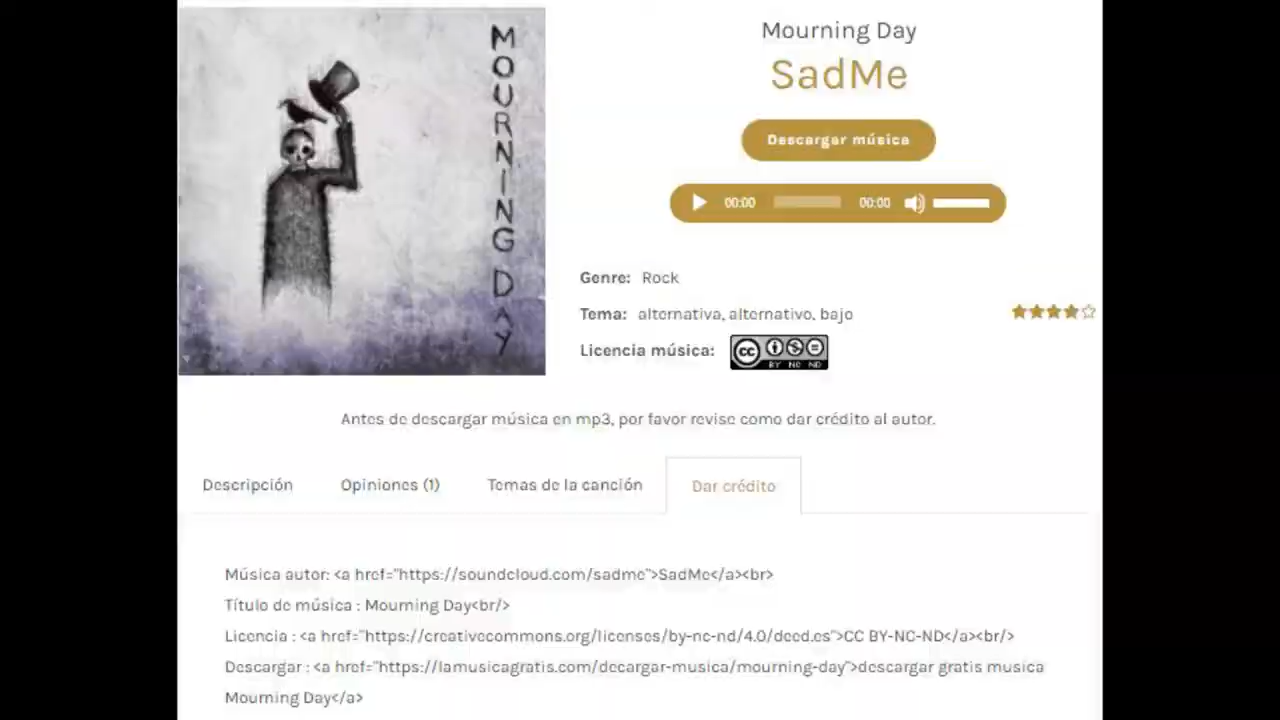 MOURNING DAY
Mourning Day
SadMe
Descargar música
00:00 00:00
Genre: Rock
Tema: alternativa, alternativo, bajo
Licencia música: CC BY NC ND
Antes de descargar música en mp3, por favor revise como dar crédito al autor.
Descripción Opiniones (1) Temas de la canción Dar crédito
Música autor: <a href="https://soundcloud.com/sadme">SadMe</a><br>
Título de música : Mourning Day<br/>
Licencia : <a href="https://creativecommons.org/licenses/by-nc-nd/4.0/deed.es">CC BY-NC-ND</a><br/>
Descargar : <a href="https://lamusicagratis.com/decargar-musica/mourning-day">descargar gratis musica
Mourning Day</a>